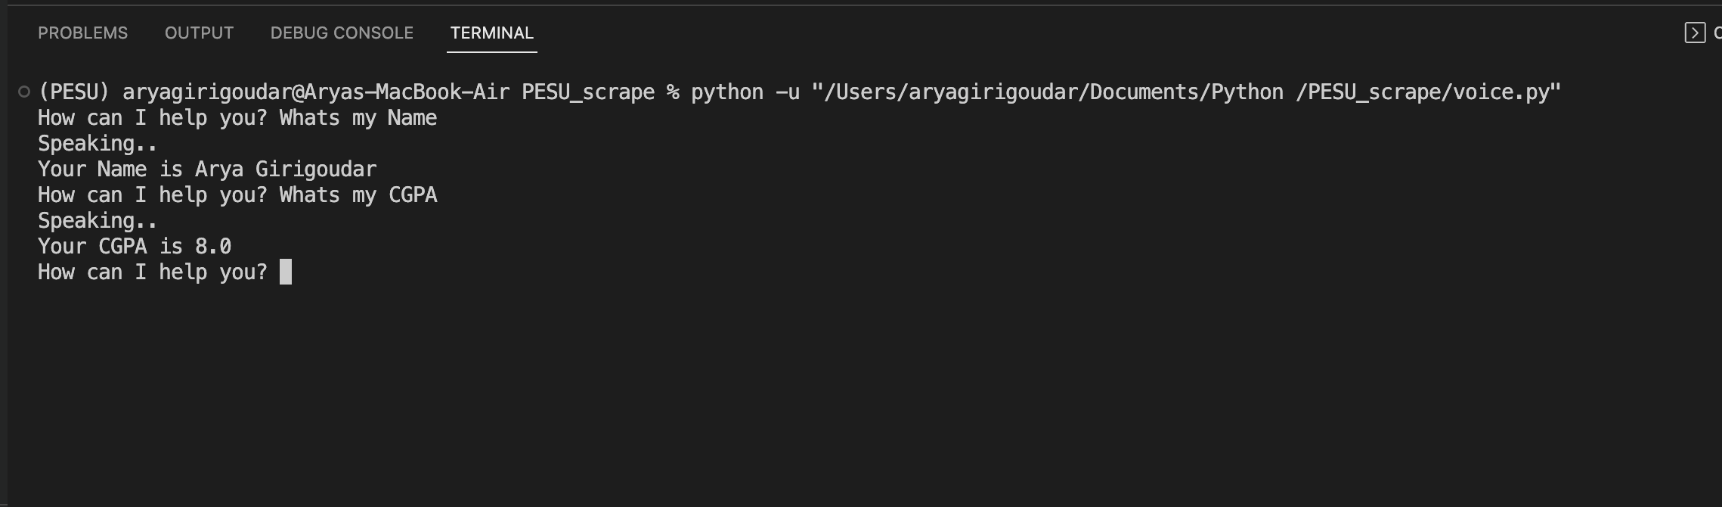 PROBLEMS OUTPUT DEBUG CONSOLE TERMINAL
(PESU) aryagirigoudar@Aryas-MacBook-Air PESU_scrape % python -u "/Users/aryagirigoudar/Documents/Python /PESU_scrape/voice.py"
How can I help you? Whats my Name
Speaking..
Your Name is Arya Girigoudar
How can I help you? Whats my CGPA
Speaking..
Your CGPA is 8.0
How can I help you?